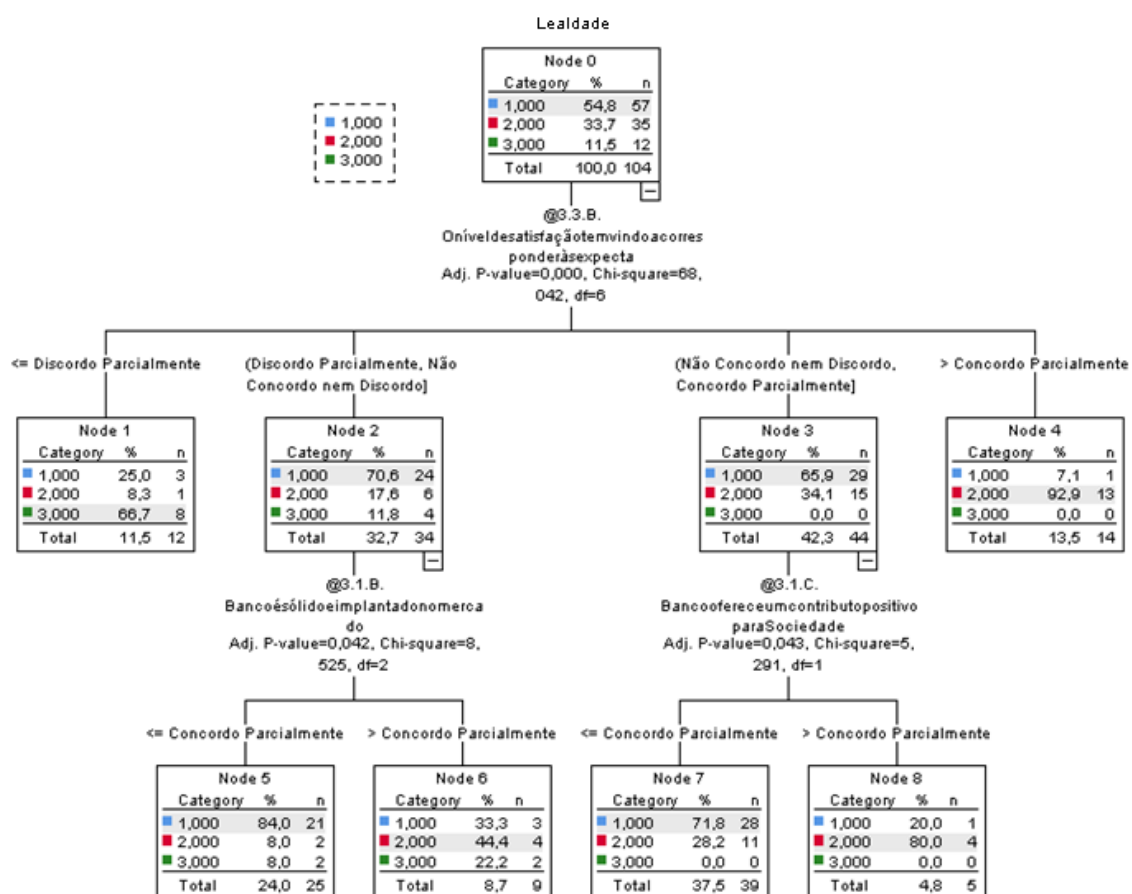 Lealdade
Node 0
Category % n
1,000 54,8 57
2,000 33,7 35
3,000 11,5 12
Total 100,0 104
1,000
2,000
3,000
@3.3.B.
Oníveldesatisfaçãotemvindoacorres
ponderàsexpecta
Adj. P-value=0,000, Chi-square=68,
042, df=6
<= Discordo Parcialmente
(Discordo Parcialmente, Não
Concordo nem Discordo]
(Não Concordo nem Discordo,
Concordo Parcialmente]
> Concordo Parcialmente
Node 1
Category % n
1,000 25,0 3
2,000 8,3 1
3,000 66,7 8
Total 11,5 12
Node 2
Category % n
1,000 70,6 24
2,000 17,6 6
3,000 11,8 4
Total 32,7 34
Node 3
Category % n
1,000 65,9 29
2,000 34,1 15
3,000 0,0 0
Total 42,3 44
Node 4
Category % n
1,000 7,1 1
2,000 92,9 13
3,000 0,0 0
Total 13,5 14
@3.1.B.
Bancoésólidoeimplantadonomerca
do
Adj. P-value=0,042, Chi-square=8,
525, df=2
@3.1.C.
Bancoofereceumcontributopositivo
paraSociedade
Adj. P-value=0,043, Chi-square=5,
291, df=1
<= Concordo Parcialmente
> Concordo Parcialmente
<= Concordo Parcialmente
> Concordo Parcialmente
Node 5
Category % n
1,000 84,0 21
2,000 8,0 2
3,000 8,0 2
Total 24,0 25
Node 6
Category % n
1,000 33,3 3
2,000 44,4 4
3,000 22,2 2
Total 8,7 9
Node 7
Category % n
1,000 71,8 28
2,000 28,2 11
3,000 0,0 0
Total 37,5 39
Node 8
Category % n
1,000 20,0 1
2,000 80,0 4
3,000 0,0 0
Total 4,8 5